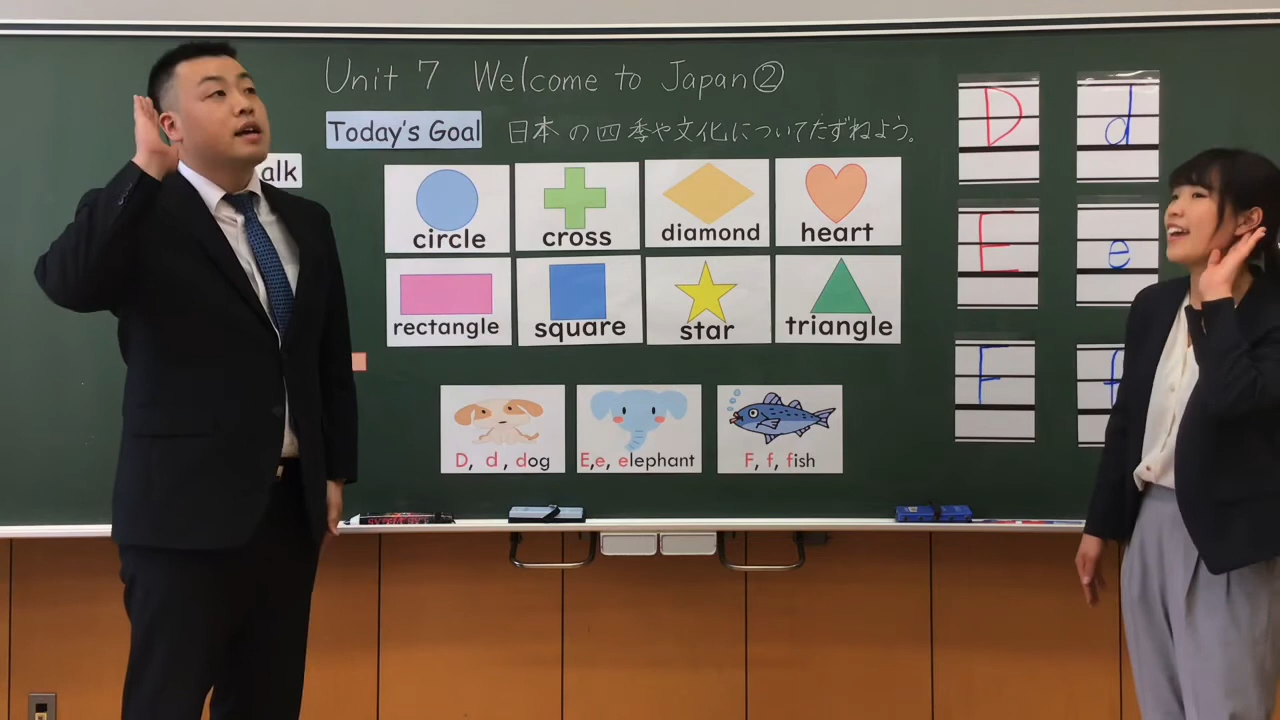 Unit 7 Welcome to Japan②
Today's Goal 日本の四季や文化についてたずねよう。
alk
circle cross diamond heart
rectangle square star triangle
D, d, dog E,e, elephant F, f, fish
D d
E e
F f